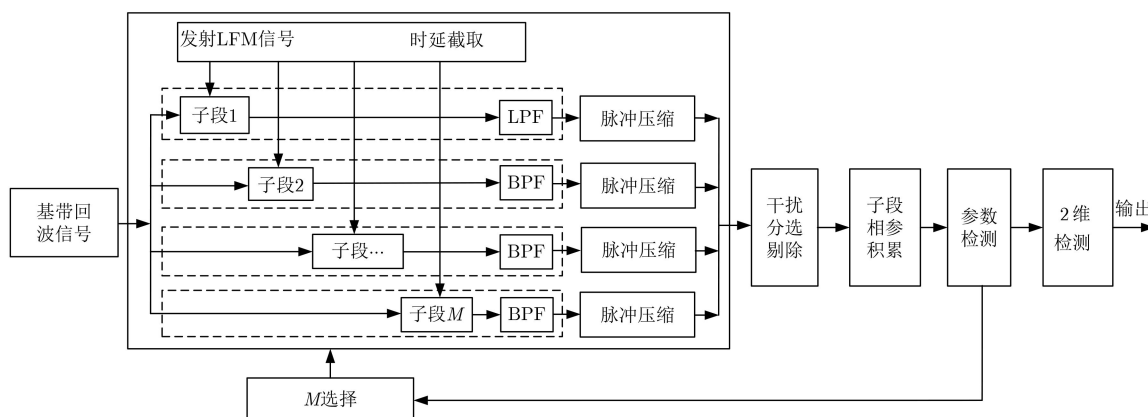 发射LFM信号 时延截取
子段1 LPF 脉冲压缩
子段2 BPF 脉冲压缩
基带回
波信号
子段… BPF 脉冲压缩
子段M BPF 脉冲压缩
干扰
分选
剔除
子段
相参
积累
参数
检测
2维
检测
输出
M选择